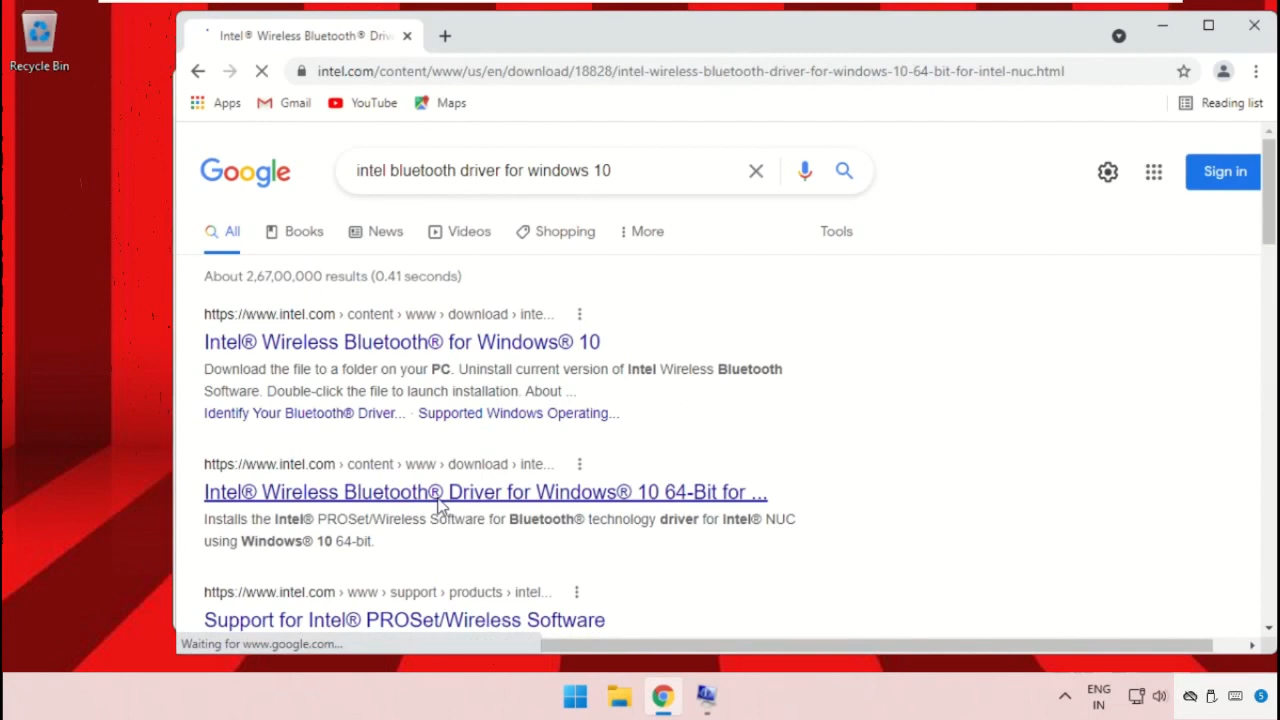 Recycle Bin
Intel® Wireless Bluetooth® Driv
intel.com/content/www/us/en/download/18828/intel-wireless-bluetooth-driver-for-windows-10-64-bit-for-intel-nuc.html
Apps Gmail YouTube Maps Reading list
Google intel bluetooth driver for windows 10 Sign in
All Books News Videos Shopping More Tools
About 2,67,00,000 results (0.41 seconds)
https://www.intel.com › content › www › download › inte...
Intel® Wireless Bluetooth® for Windows® 10
Download the file to a folder on your PC. Uninstall current version of Intel Wireless Bluetooth
Software. Double-click the file to launch installation. About ...
Identify Your Bluetooth® Driver... · Supported Windows Operating...
https://www.intel.com › content › www › download › inte...
Intel® Wireless Bluetooth® Driver for Windows® 10 64-Bit for ...
Installs the Intel® PROSet/Wireless Software for Bluetooth® technology driver for Intel® NUC
using Windows® 10 64-bit.
https://www.intel.com › www › support › products › intel...
Support for Intel® PROSet/Wireless Software
Waiting for www.google.com...
ENG
IN
5